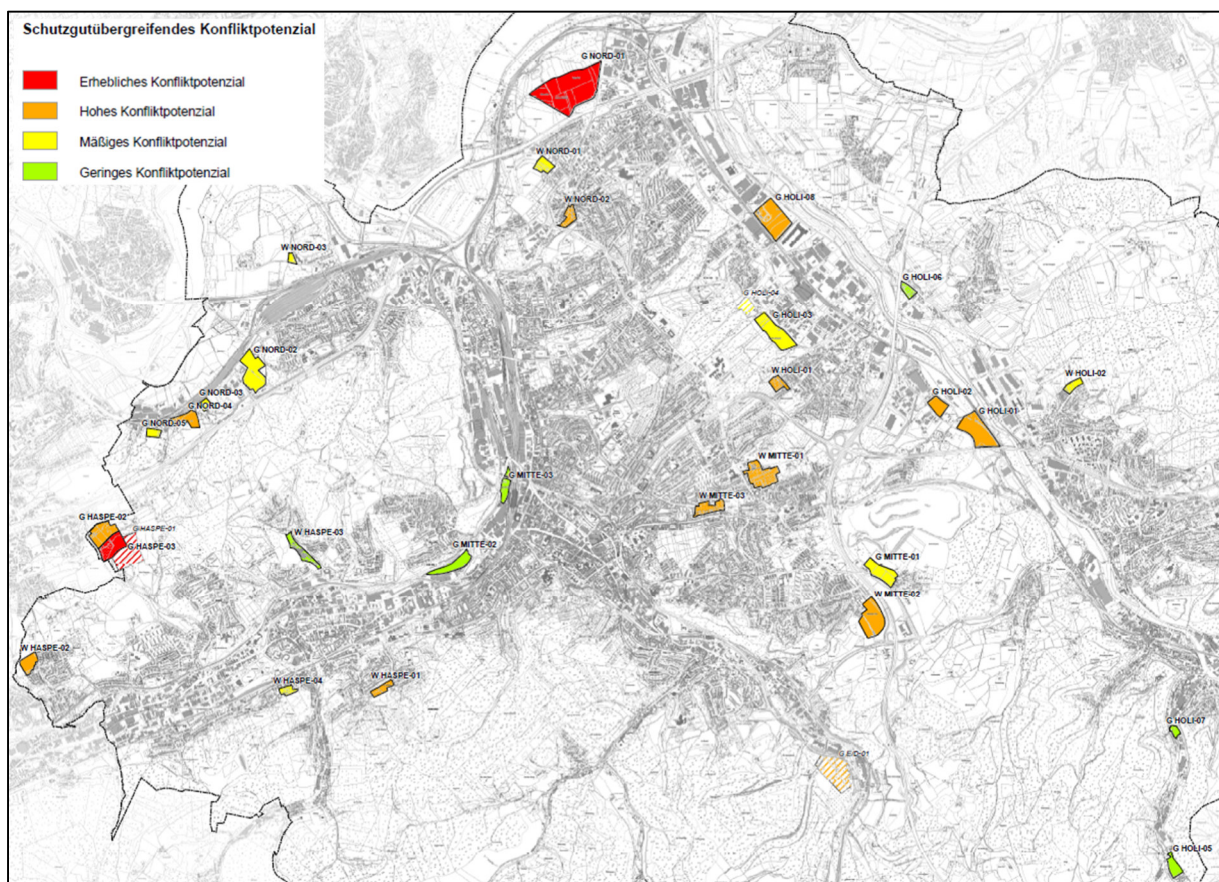 Schutzgutübergreifendes Konfliktpotenzial
Erhebliches Konfliktpotenzial
Hohes Konfliktpotenzial
Mäßiges Konfliktpotenzial
Geringes Konfliktpotenzial
G NORD-01
W NORD-01
W NORD-02
G HOLI-08
W NORD-03
G HOLI-06
G HOLI-04
G HOLI-03
G NORD-02
W HOLI-01
W HOLI-02
G NORD-03
G NORD-04
G HOLI-02
G HOLI-01
G NORD-05
W MITTE-01
G MITTE-03
W MITTE-03
G HASPE-02
G HASPE-01
G HASPE-03
W HASPE-03
G MITTE-02
G MITTE-01
W MITTE-02
W HASPE-02
W HASPE-04
W HASPE-01
G HOLI-07
G EID-01
G HOLI-05